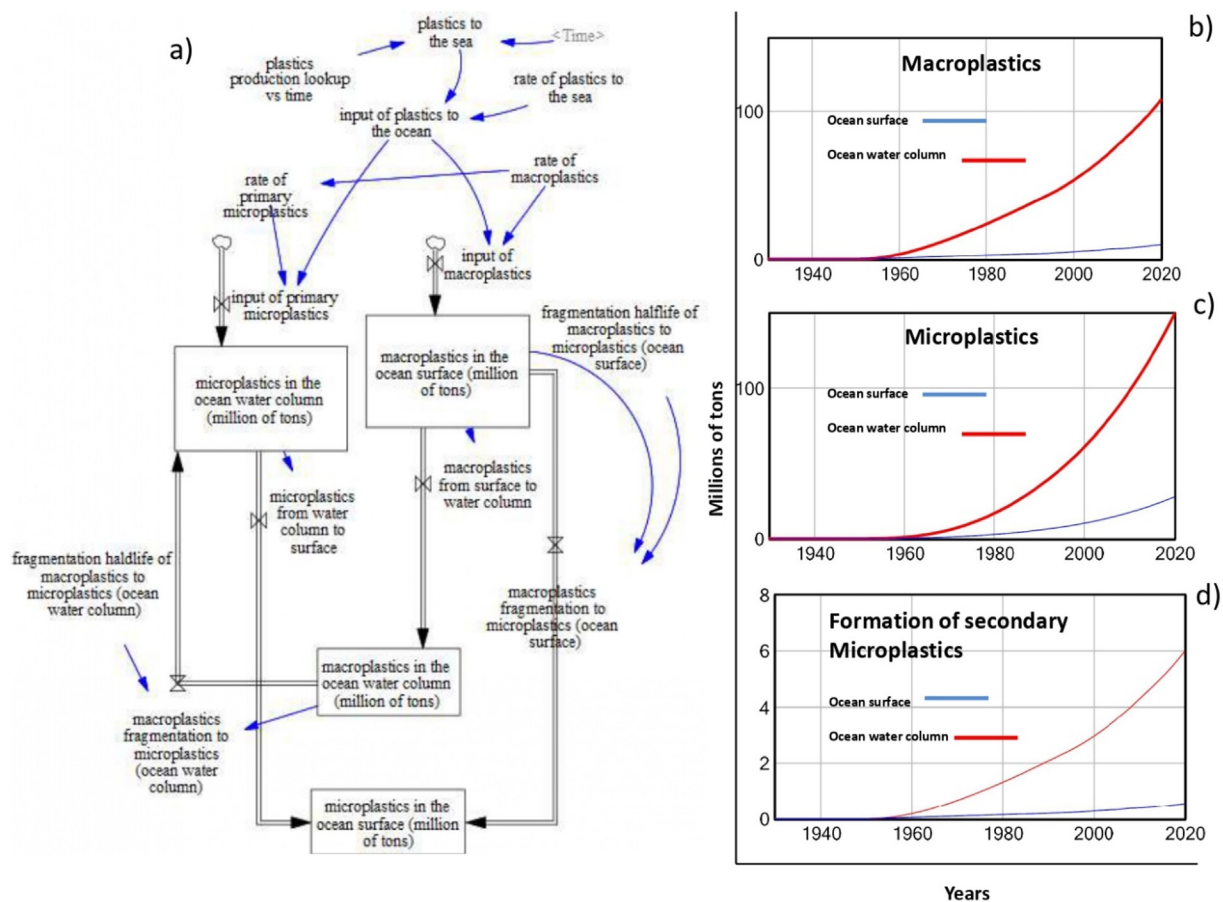 a)
plastics to
the sea
<Time>
plastics
production lookup
vs time
rate of plastics to
the sea
input of plastics to
the ocean
rate of
macroplastics
rate of
primary
microplastics
input of
macroplastics
input of primary
microplastics
fragmentation halflife of
macroplastics to
microplastics (ocean
surface)
macroplastics in the
ocean surface (million
of tons)
microplastics in the
ocean water column
(million of tons)
macroplastics
from surface to
water column
microplastics
from water
column to
surface
fragmentation haldlife of
macroplastics to
microplastics (ocean
water column)
macroplastics
fragmentation to
microplastics (ocean
surface)
macroplastics in the
ocean water column
(million of tons)
macroplastics
fragmentation to
microplastics
(ocean water
column)
microplastics in the
ocean surface (million
of tons)
b)
Macroplastics
100
Ocean surface
Ocean water column
0
1940 1960 1980 2000 2020
c)
Microplastics
100
Ocean surface
Ocean water column
0
1940 1960 1980 2000 2020
Millions of tons
d)
8
Formation of secondary
Microplastics
6
4
Ocean surface
Ocean water column
2
0
1940 1960 1980 2000 2020
Years